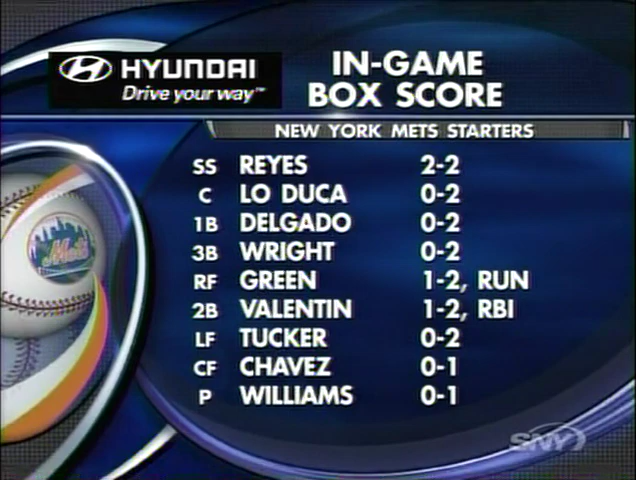 HYUNDAI
Drive your way™
IN-GAME
BOX SCORE
NEW YORK METS STARTERS
SS REYES 2-2
C LO DUCA 0-2
1B DELGADO 0-2
3B WRIGHT 0-2
RF GREEN 1-2, RUN
2B VALENTIN 1-2, RBI
LF TUCKER 0-2
CF CHAVEZ 0-1
P WILLIAMS 0-1
Mets
SNY